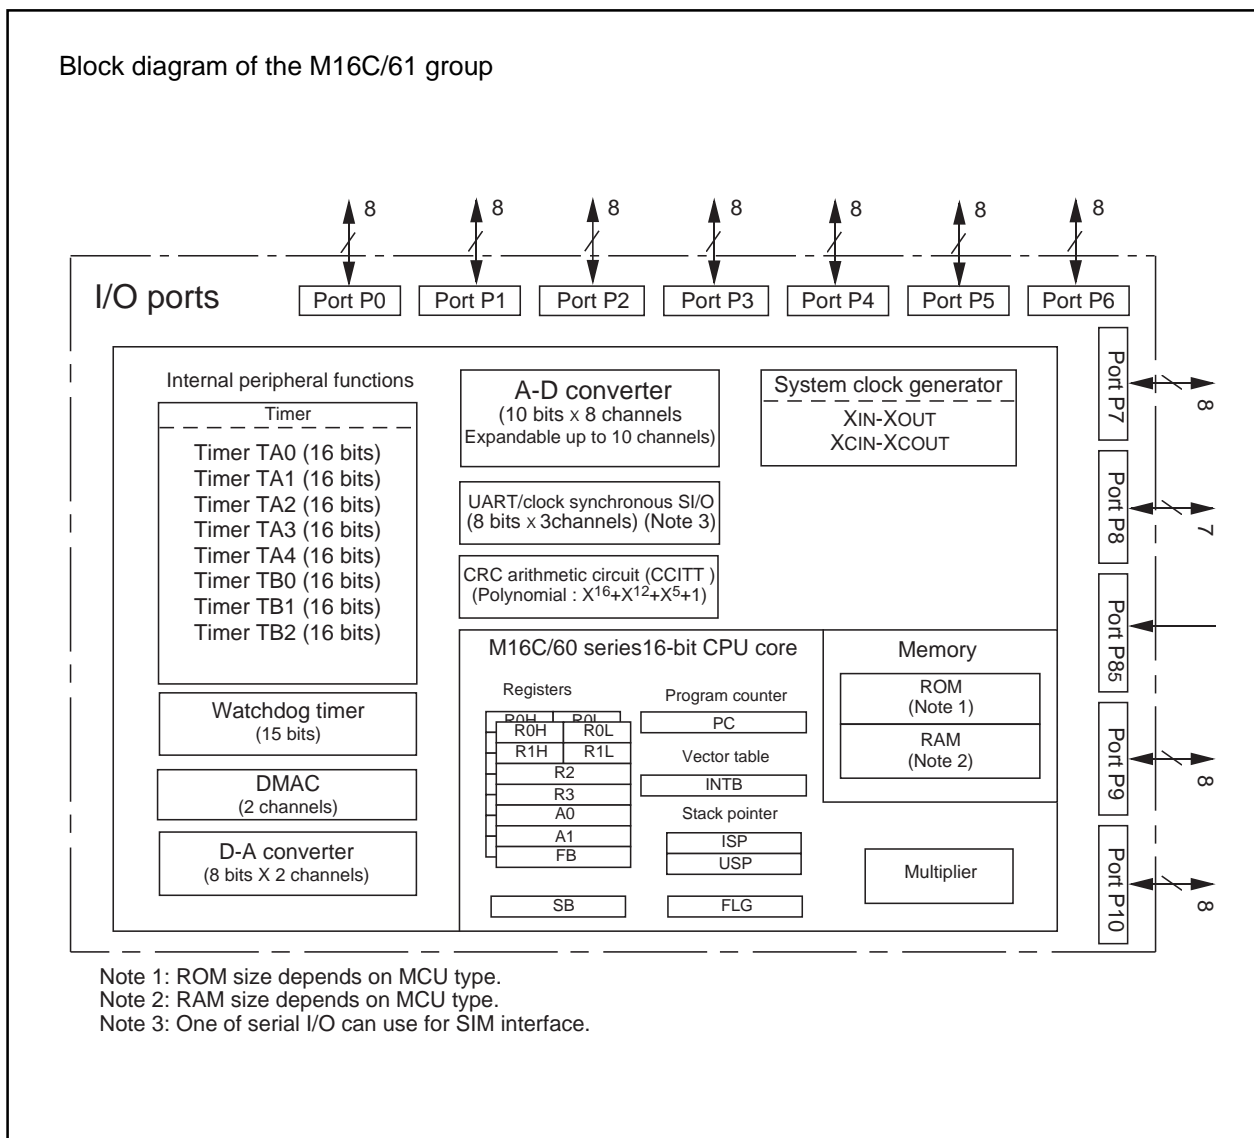 Block diagram of the M16C/61 group
8 8 8 8 8 8 8
I/O ports
Port P0 Port P1 Port P2 Port P3 Port P4 Port P5 Port P6
Port P7
8
Port P8
7
Port P85
Port P9
8
Port P10
8
Internal peripheral functions
Timer
Timer TA0 (16 bits)
Timer TA1 (16 bits)
Timer TA2 (16 bits)
Timer TA3 (16 bits)
Timer TA4 (16 bits)
Timer TB0 (16 bits)
Timer TB1 (16 bits)
Timer TB2 (16 bits)
Watchdog timer
(15 bits)
DMAC
(2 channels)
D-A converter
(8 bits X 2 channels)
A-D converter
(10 bits x 8 channels
Expandable up to 10 channels)
UART/clock synchronous SI/O
(8 bits x 3channels) (Note 3)
CRC arithmetic circuit (CCITT )
(Polynomial : X16+X12+X5+1)
System clock generator
XIN-XOUT
XCIN-XCOUT
M16C/60 series16-bit CPU core
Registers
R0H R0L
R0H R0L
R1H R1L
R2
R3
A0
A1
FB
SB
Program counter
PC
Vector table
INTB
Stack pointer
ISP
USP
FLG
Memory
ROM
(Note 1)
RAM
(Note 2)
Multiplier
Note 1: ROM size depends on MCU type.
Note 2: RAM size depends on MCU type.
Note 3: One of serial I/O can use for SIM interface.